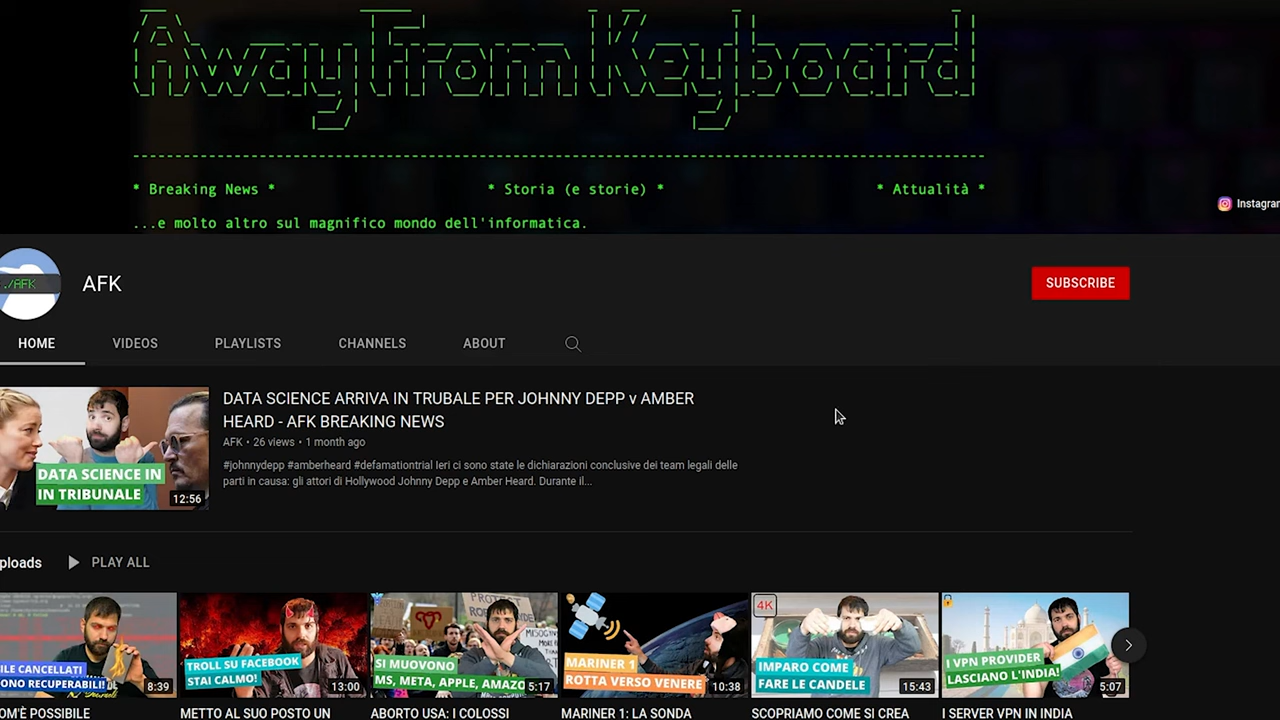 Away From Keyboard
* Breaking News * * Storia (e storie) * * Attualità *
...e molto altro sul magnifico mondo dell'informatica.
Instagram
./AFK
AFK
SUBSCRIBE
HOME VIDEOS PLAYLISTS CHANNELS ABOUT
DATA SCIENCE IN
IN TRIBUNALE
12:56
DATA SCIENCE ARRIVA IN TRUBALE PER JOHNNY DEPP v AMBER
HEARD - AFK BREAKING NEWS
AFK • 26 views • 1 month ago
#johnnydepp #amberheard #defamationtrial Ieri ci sono state le dichiarazioni conclusive dei team legali delle
parti in causa: gli attori di Hollywood Johnny Depp e Amber Heard. Durante il...
ploads PLAY ALL
ILE CANCELLATI
ONO RECUPERABILI!
8:39
TROLL SU FACEBOOK
STAI CALMO!
13:00
SI MUOVONO
MS, META, APPLE, AMAZO
5:17
MARINER 1
ROTTA VERSO VENERE
10:38
4K
IMPARO COME
FARE LE CANDELE
15:43
I VPN PROVIDER
LASCIANO L'INDIA!
5:07
OM'È POSSIBILE
METTO AL SUO POSTO UN
ABORTO USA: I COLOSSI
MARINER 1: LA SONDA
SCOPRIAMO COME SI CREA
I SERVER VPN IN INDIA